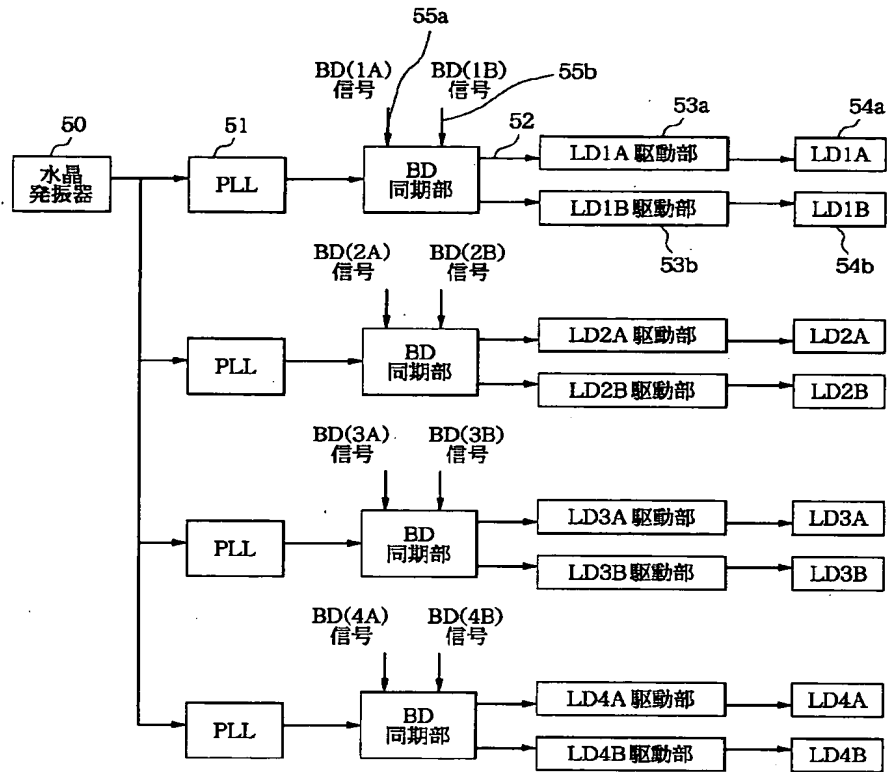 55a
BD(1A)
信号
BD(1B)
信号
55b
50
51
52
53a
54a
水晶
発振器
PLL
BD
同期部
LD1A 駆動部
LD1A
LD1B 駆動部
LD1B
53b
54b
BD(2A)
信号
BD(2B)
信号
PLL
BD
同期部
LD2A 駆動部
LD2A
LD2B 駆動部
LD2B
BD(3A)
信号
BD(3B)
信号
PLL
BD
同期部
LD3A 駆動部
LD3A
LD3B 駆動部
LD3B
BD(4A)
信号
BD(4B)
信号
PLL
BD
同期部
LD4A 駆動部
LD4A
LD4B 駆動部
LD4B